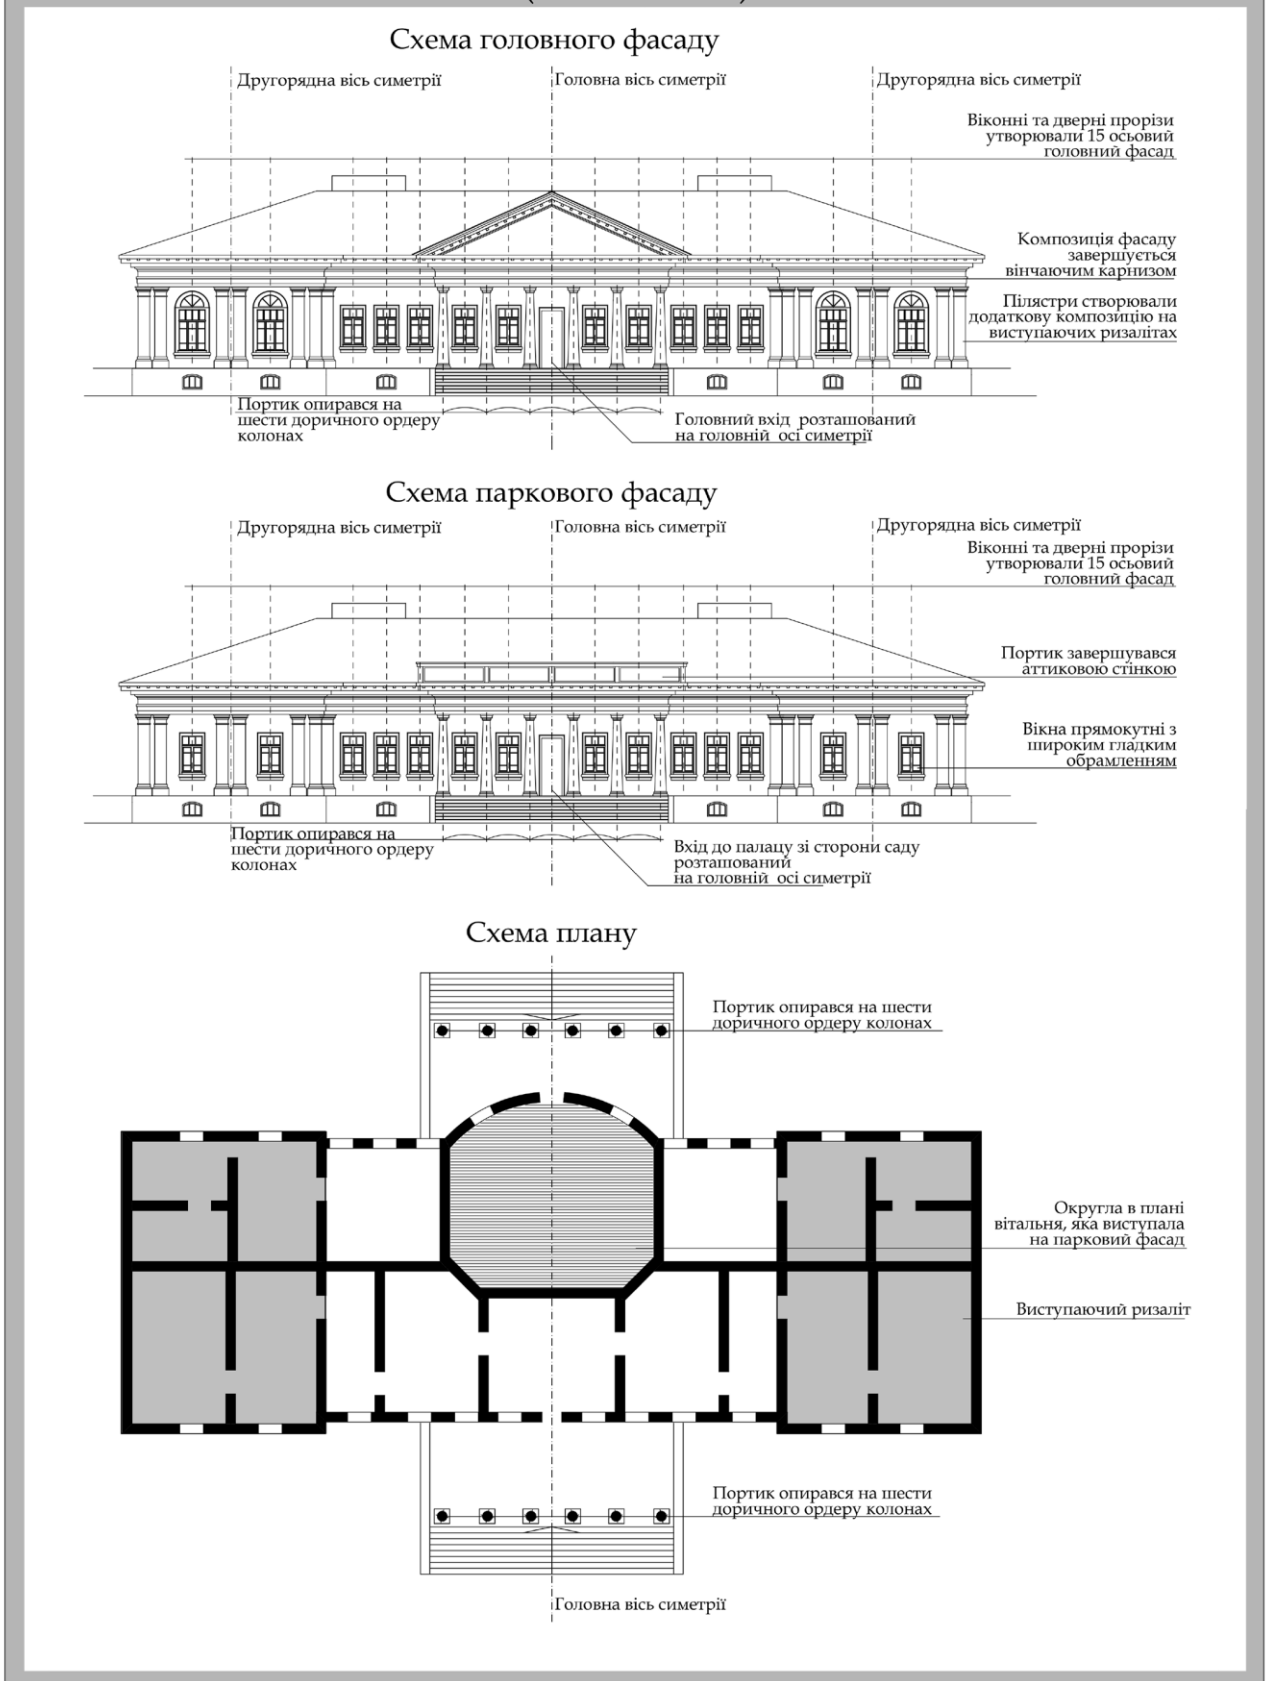 Схема головного фасаду
Другорядна вісь симетрії
Головна вісь симетрії
Другорядна вісь симетрії
Віконні та дверні прорізи
утворювали 15 осьовий
головний фасад
Композиція фасаду
завершується
вінчаючим карнизом
Пілястри створювали
додаткову композицію на
виступаючих ризалітах
Портик опирався на
шести доричного ордеру
колонах
Головний вхід розташований
на головній осі симетрії
Схема паркового фасаду
Другорядна вісь симетрії
Головна вісь симетрії
Другорядна вісь симетрії
Віконні та дверні прорізи
утворювали 15 осьовий
головний фасад
Портик завершувався
аттиковою стінкою
Вікна прямокутні з
широким гладким
обрамленням
Портик опирався на
шести доричного ордеру
колонах
Вхід до палацу зі сторони саду
розташований
на головній осі симетрії
Схема плану
Портик опирався на шести
доричного ордеру колонах
Округла в плані
вітальня, яка виступала
на парковий фасад
Виступаючий ризаліт
Портик опирався на шести
доричного ордеру колонах
Головна вісь симетрії